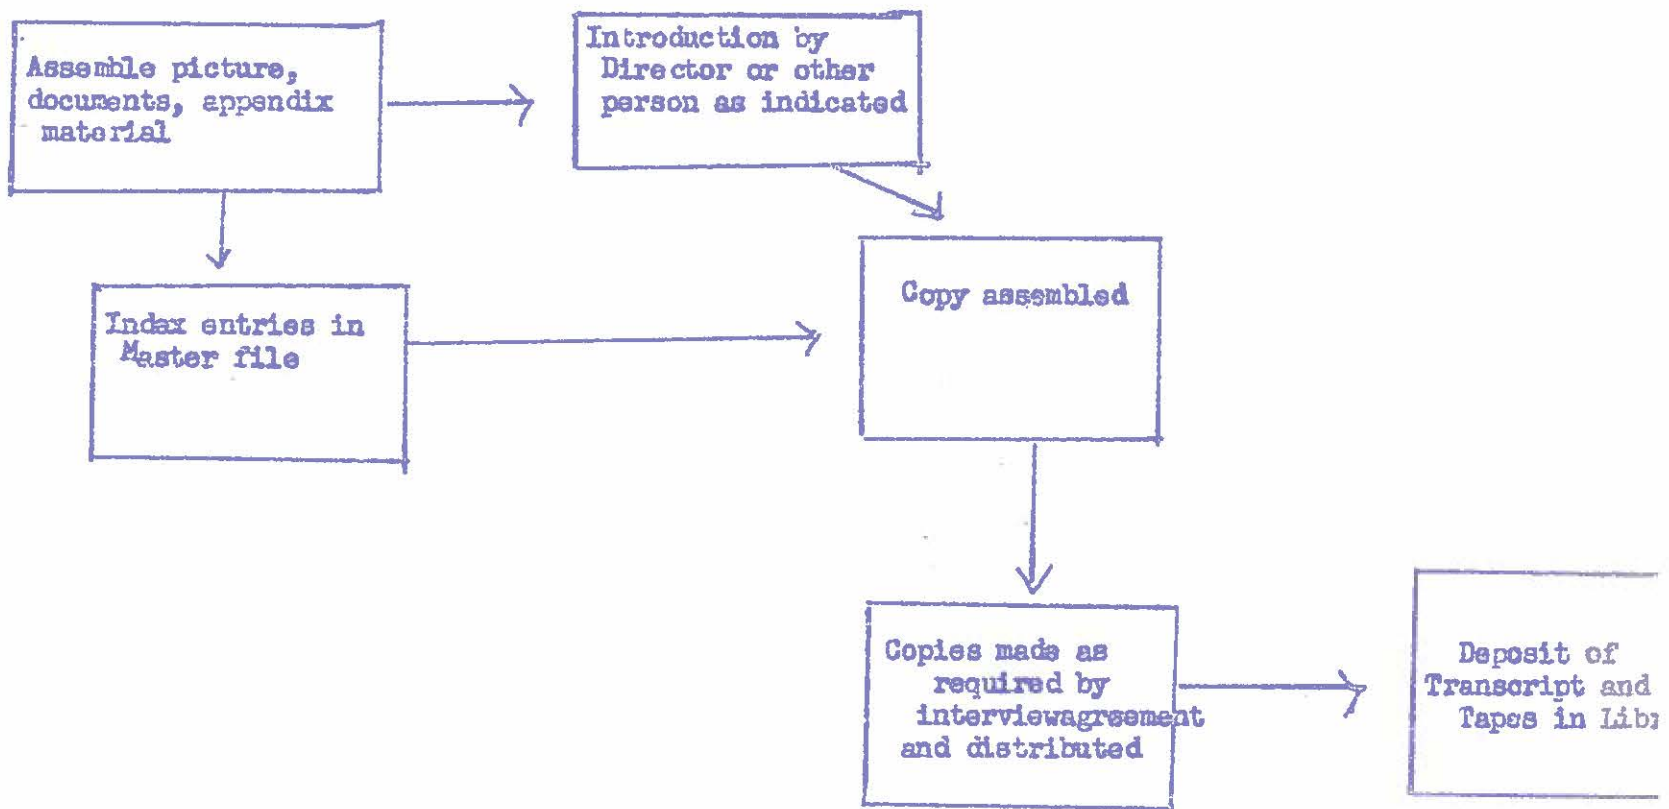 Assemble picture,
documents, appendix
material
Introduction by
Director or other
person as indicated
Index entries in
Master file
Copy assembled
Copies made as
required by
interviewagreement
and distributed
Deposit of
Transcript and
Tapes in